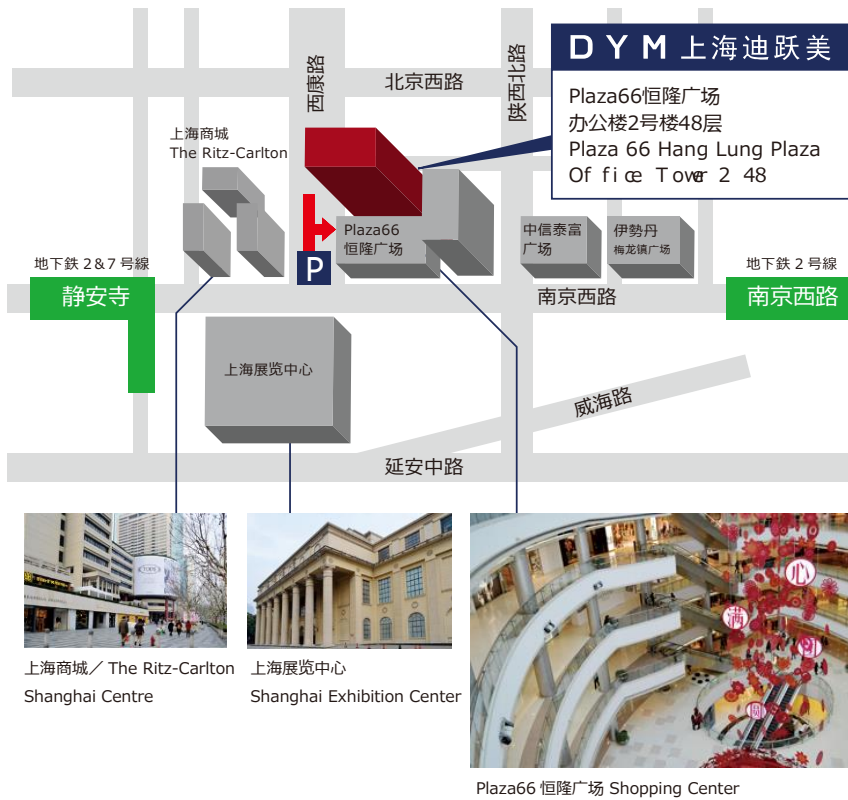 DYM 上海迪跃美
Plaza66恒隆广场
办公楼2号楼48层
Plaza 66 Hang Lung Plaza
Office Tower 2 48
西康路
北京西路
陕西北路
上海商城
The Ritz-Carlton
Plaza66
恒隆广场
中信泰富
广场
伊勢丹
梅龙镇广场
P
地下鉄 2&7 号線
静安寺
南京西路
地下鉄 2 号線
南京西路
上海展览中心
威海路
延安中路
心
满
圆
上海商城／ The Ritz-Carlton
Shanghai Centre
上海展览中心
Shanghai Exhibition Center
Plaza66 恒隆广场 Shopping Center